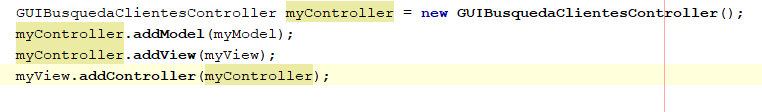 GUIBusquedaClientesController myController = new GUIBusquedaClientesController();
myController.addModel(myModel);
myController.addView(myView);
myView.addController(myController);